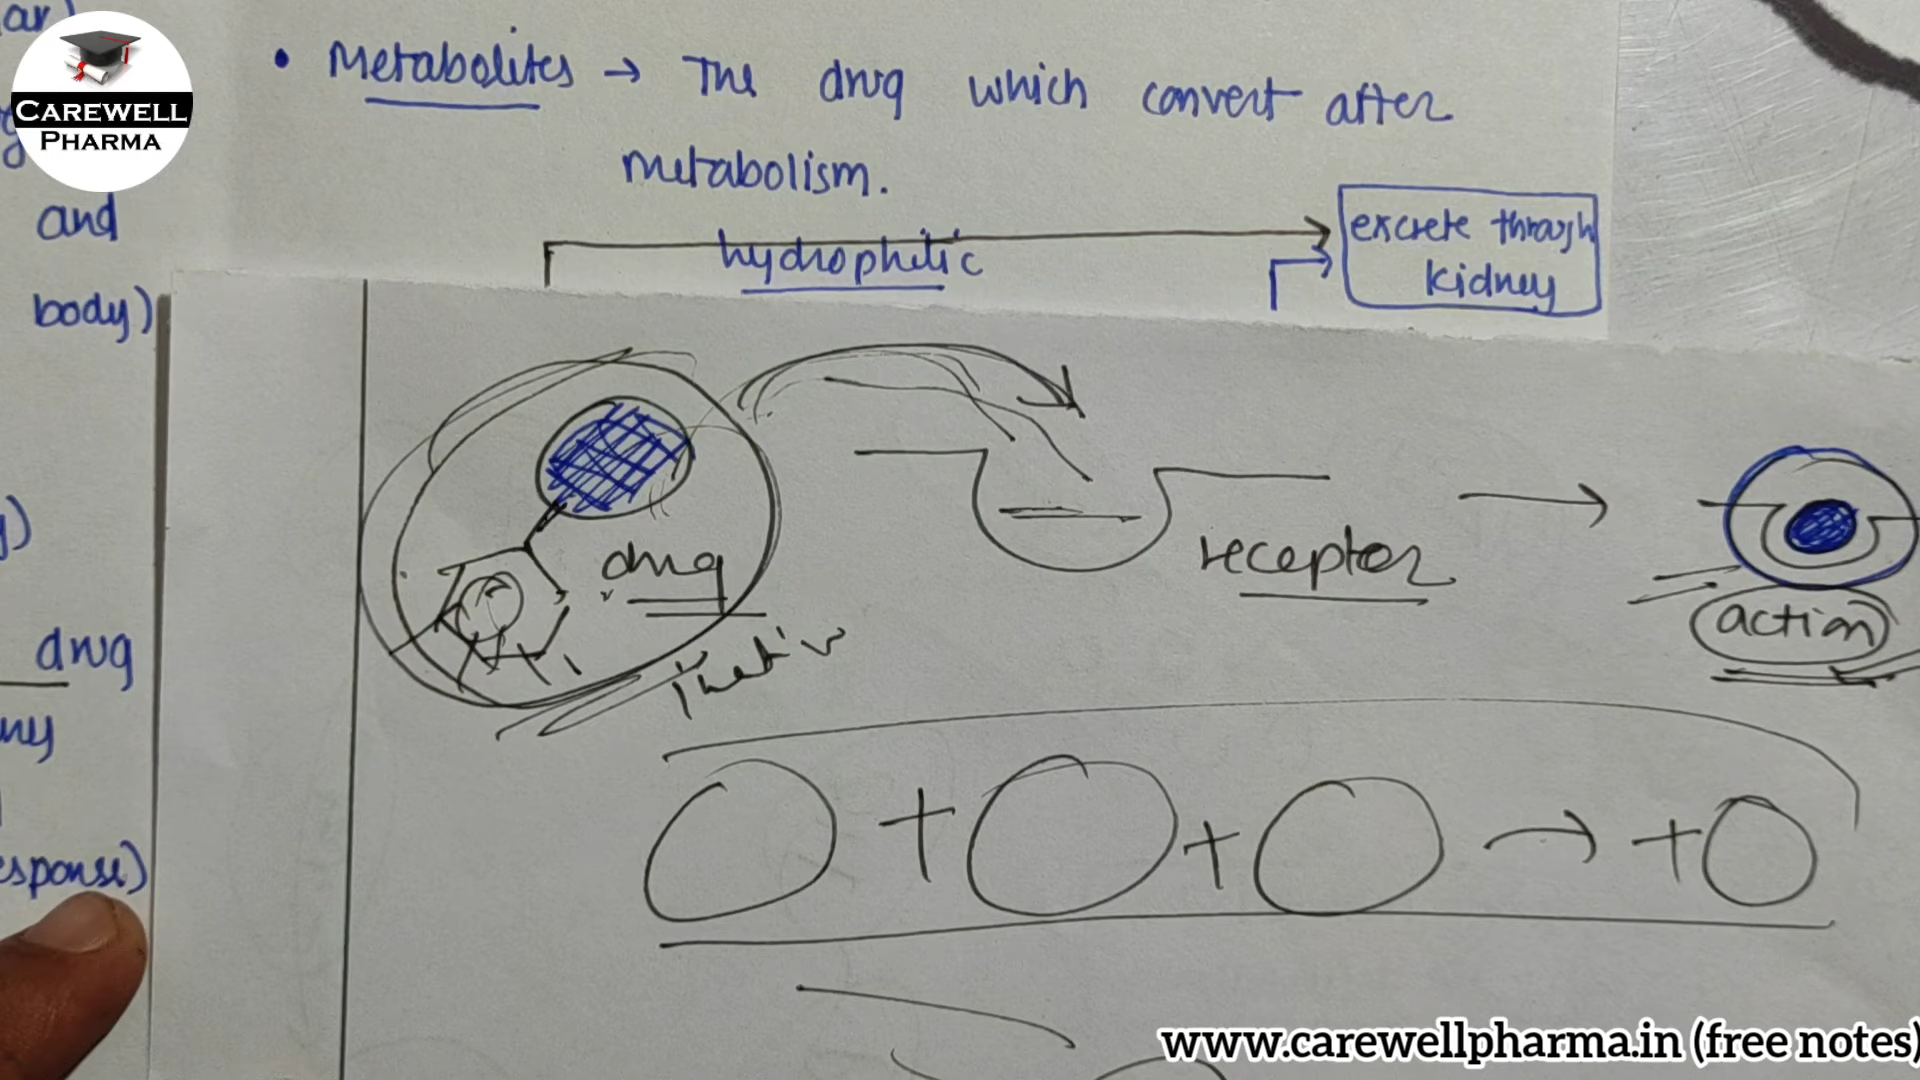 CAREWELL
PHARMA
and
body)
drug
esponse)
• Metabolites → The drug which convert after
metabolism.
hydrophilic
excrete through
kidney
drug
receptor
action
+ + → +
www.carewellpharma.in (free notes)